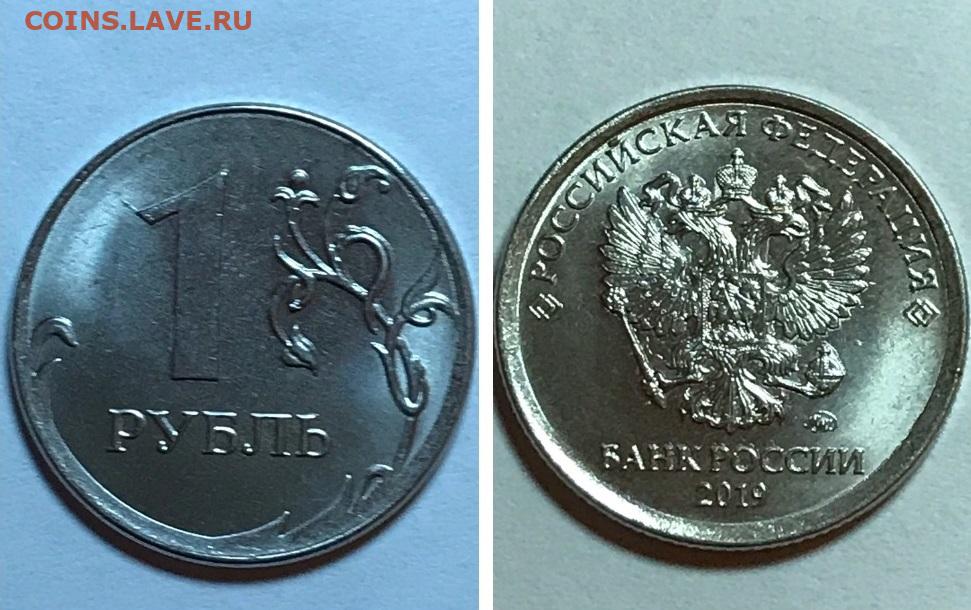 COINS.LAVE.RU
1
РУБЛЬ
РОССИЙСКАЯ ФЕДЕРАЦИЯ
БАНК РОССИИ
2019